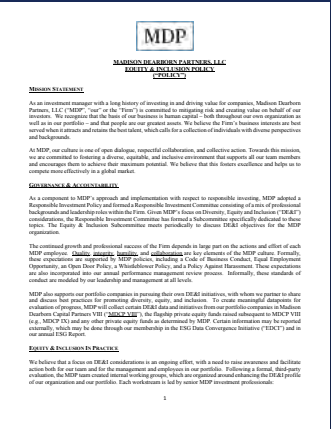 MDP
MADISON DEARBORN PARTNERS, LLC
EQUITY & INCLUSION POLICY
("POLICY")
MISSION STATEMENT
As an investment manager with a long history of investing in and driving value for companies, Madison Dearborn
Partners, LLC ("MDP", "our" or the "Firm") is committed to mitigating risk and creating value on behalf of our
investors. We recognize that the basis of our business is human capital – both throughout our own organization as
well as in our portfolio – and that people are our greatest assets. We believe the Firm's business interests are best
served when it attracts and retains the best talent, which calls for a collection of individuals with diverse perspectives
and backgrounds.
At MDP, our culture is one of open dialogue, respectful collaboration, and collective action. Towards this mission,
we are committed to fostering a diverse, equitable, and inclusive environment that supports all our team members
and encourages them to achieve their maximum potential. We believe that this fosters excellence and helps us to
compete more effectively in a global market.
GOVERNANCE & ACCOUNTABILITY
As a component to MDP's approach and implementation with respect to responsible investing, MDP adopted a
Responsible Investment Policy and formed a Responsible Investment Committee consisting of a mix of professional
backgrounds and leadership roles within the Firm. Given MDP's focus on Diversity, Equity and Inclusion ("DE&I")
considerations, the Responsible Investment Committee has formed a Subcommittee specifically dedicated to these
topics. The Equity & Inclusion Subcommittee meets periodically to discuss DE&I objectives for the MDP
organization.
The continued growth and professional success of the Firm depends in large part on the actions and effort of each
MDP employee. Quality, integrity, humility, and collaboration are key elements of the MDP culture. Formally,
these expectations are supported by MDP policies, including a Code of Business Conduct, Equal Employment
Opportunity, an Open Door Policy, a Whistleblower Policy, and a Policy Against Harassment. These expectations
are also incorporated into our annual performance review process. Informally, these standards of
conduct are modeled by our leadership and management at all levels.
MDP also supports our portfolio companies in pursuing their own DE&I initiatives, with whom we partner to share
and discuss best practices for promoting diversity, equity, and inclusion. To create meaningful datapoints for
evaluation of progress, MDP will collect certain DE&I data and initiatives from our portfolio companies in Madison
Dearborn Capital Partners VIII ("MDCP VIII"), the flagship private equity funds raised subsequent to MDCP VIII
(e.g., MDCP IX) and any other private equity funds as determined by MDP. Certain information may be reported
externally, which may be done through our membership in the ESG Data Convergence Initiative ("EDCI") and in
our annual ESG Report.
EQUITY & INCLUSION IN PRACTICE
We believe that a focus on DE&I considerations is an ongoing effort, with a need to raise awareness and facilitate
action both for our team and for the management and employees in our portfolio. Following a formal, third-party
evaluation, the MDP team created internal working groups, which are organized around enhancing the DE&I profile
of our organization and portfolio. Each workstream is led by senior MDP investment professionals:
1